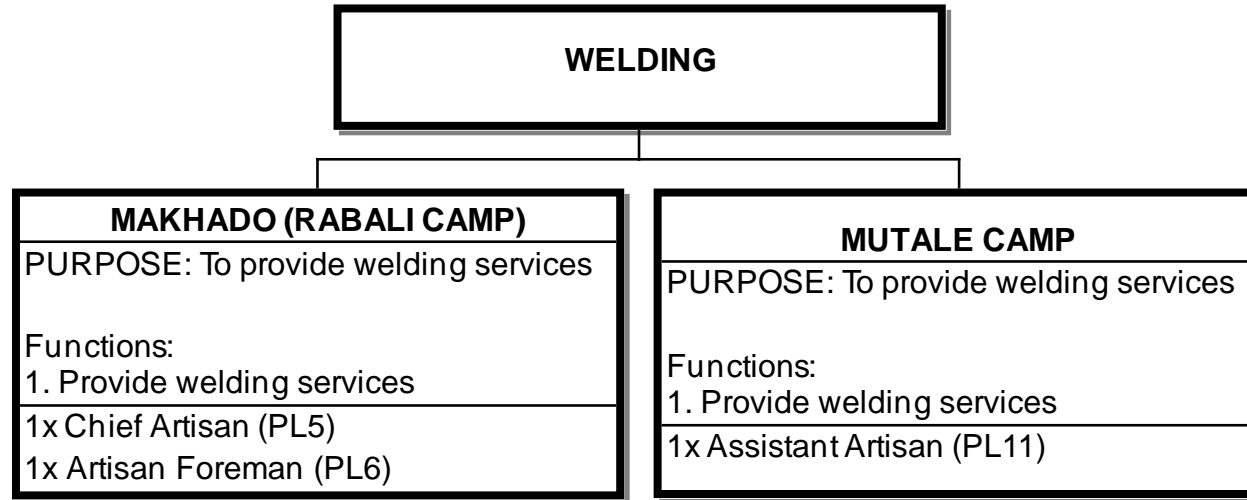 WELDING
MAKHADO (RABALI CAMP)
PURPOSE: To provide welding services
Functions:
1. Provide welding services
1x Chief Artisan (PL5)
1x Artisan Foreman (PL6)
MUTALE CAMP
PURPOSE: To provide welding services
Functions:
1. Provide welding services
1x Assistant Artisan (PL11)